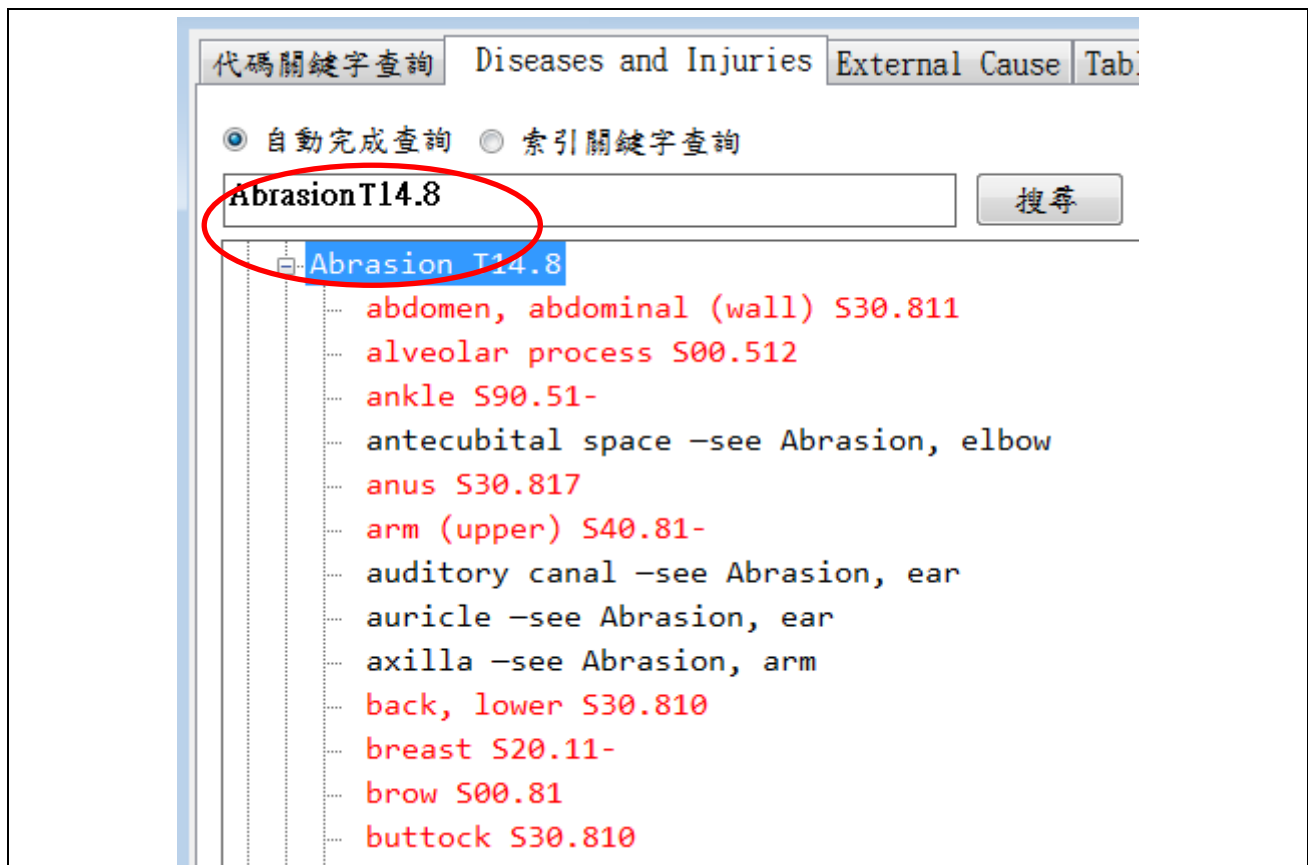 代碼關鍵字查詢 Diseases and Injuries External Cause Tab
自動完成查詢 索引關鍵字查詢
AbrasionT14.8 搜尋
Abrasion T14.8
abdomen, abdominal (wall) S30.811
alveolar process S00.512
ankle S90.51-
antecubital space —see Abrasion, elbow
anus S30.817
arm (upper) S40.81-
auditory canal —see Abrasion, ear
auricle —see Abrasion, ear
axilla —see Abrasion, arm
back, lower S30.810
breast S20.11-
brow S00.81
buttock S30.810